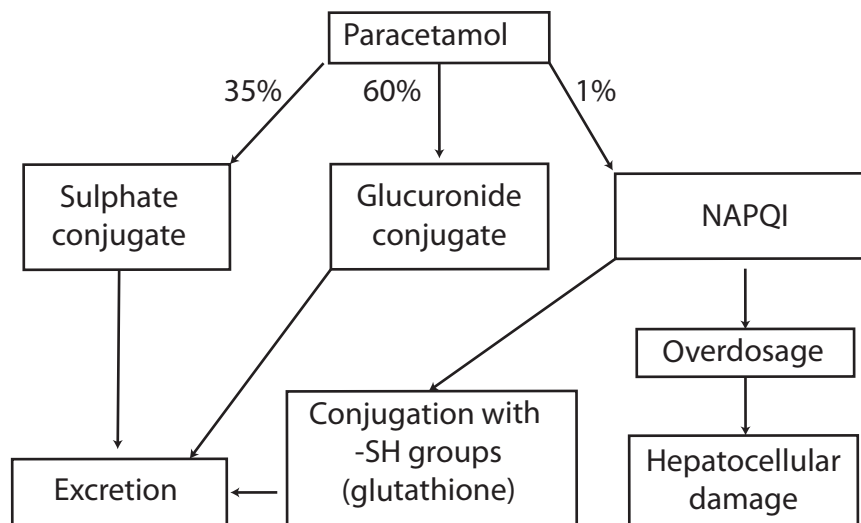 Paracetamol
35%
60%
1%
Sulphate
conjugate
Glucuronide
conjugate
NAPQI
Overdosage
Conjugation with
-SH groups
(glutathione)
Hepatocellular
damage
Excretion